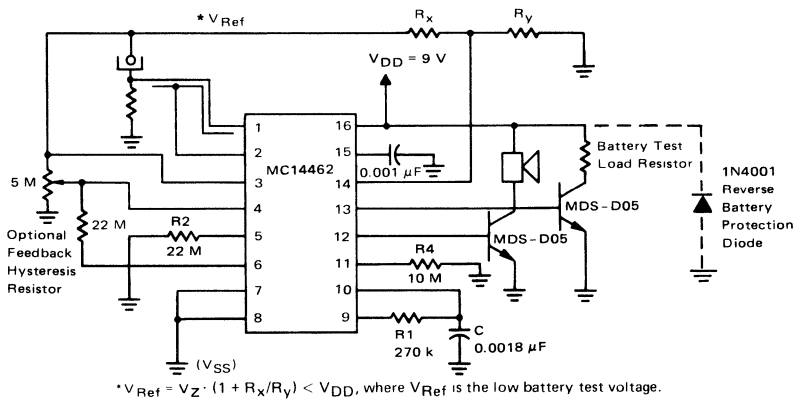 * VRef
Rx
Ry
VDD = 9 V
1
2
3
4
5
6
7
8
16
15
14
13
12
11
10
9
MC14462
0.001 μF
Battery Test
Load Resistor
1N4001
Reverse
Battery
Protection
Diode
MDS-D05
MDS-D05
5 M
22 M
Optional
Feedback
Hysteresis
Resistor
R2
22 M
R4
10 M
R1
270 k
C
0.0018 μF
(VSS)
*VRef = VZ · (1 + Rx/Ry) < VDD, where VRef is the low battery test voltage.